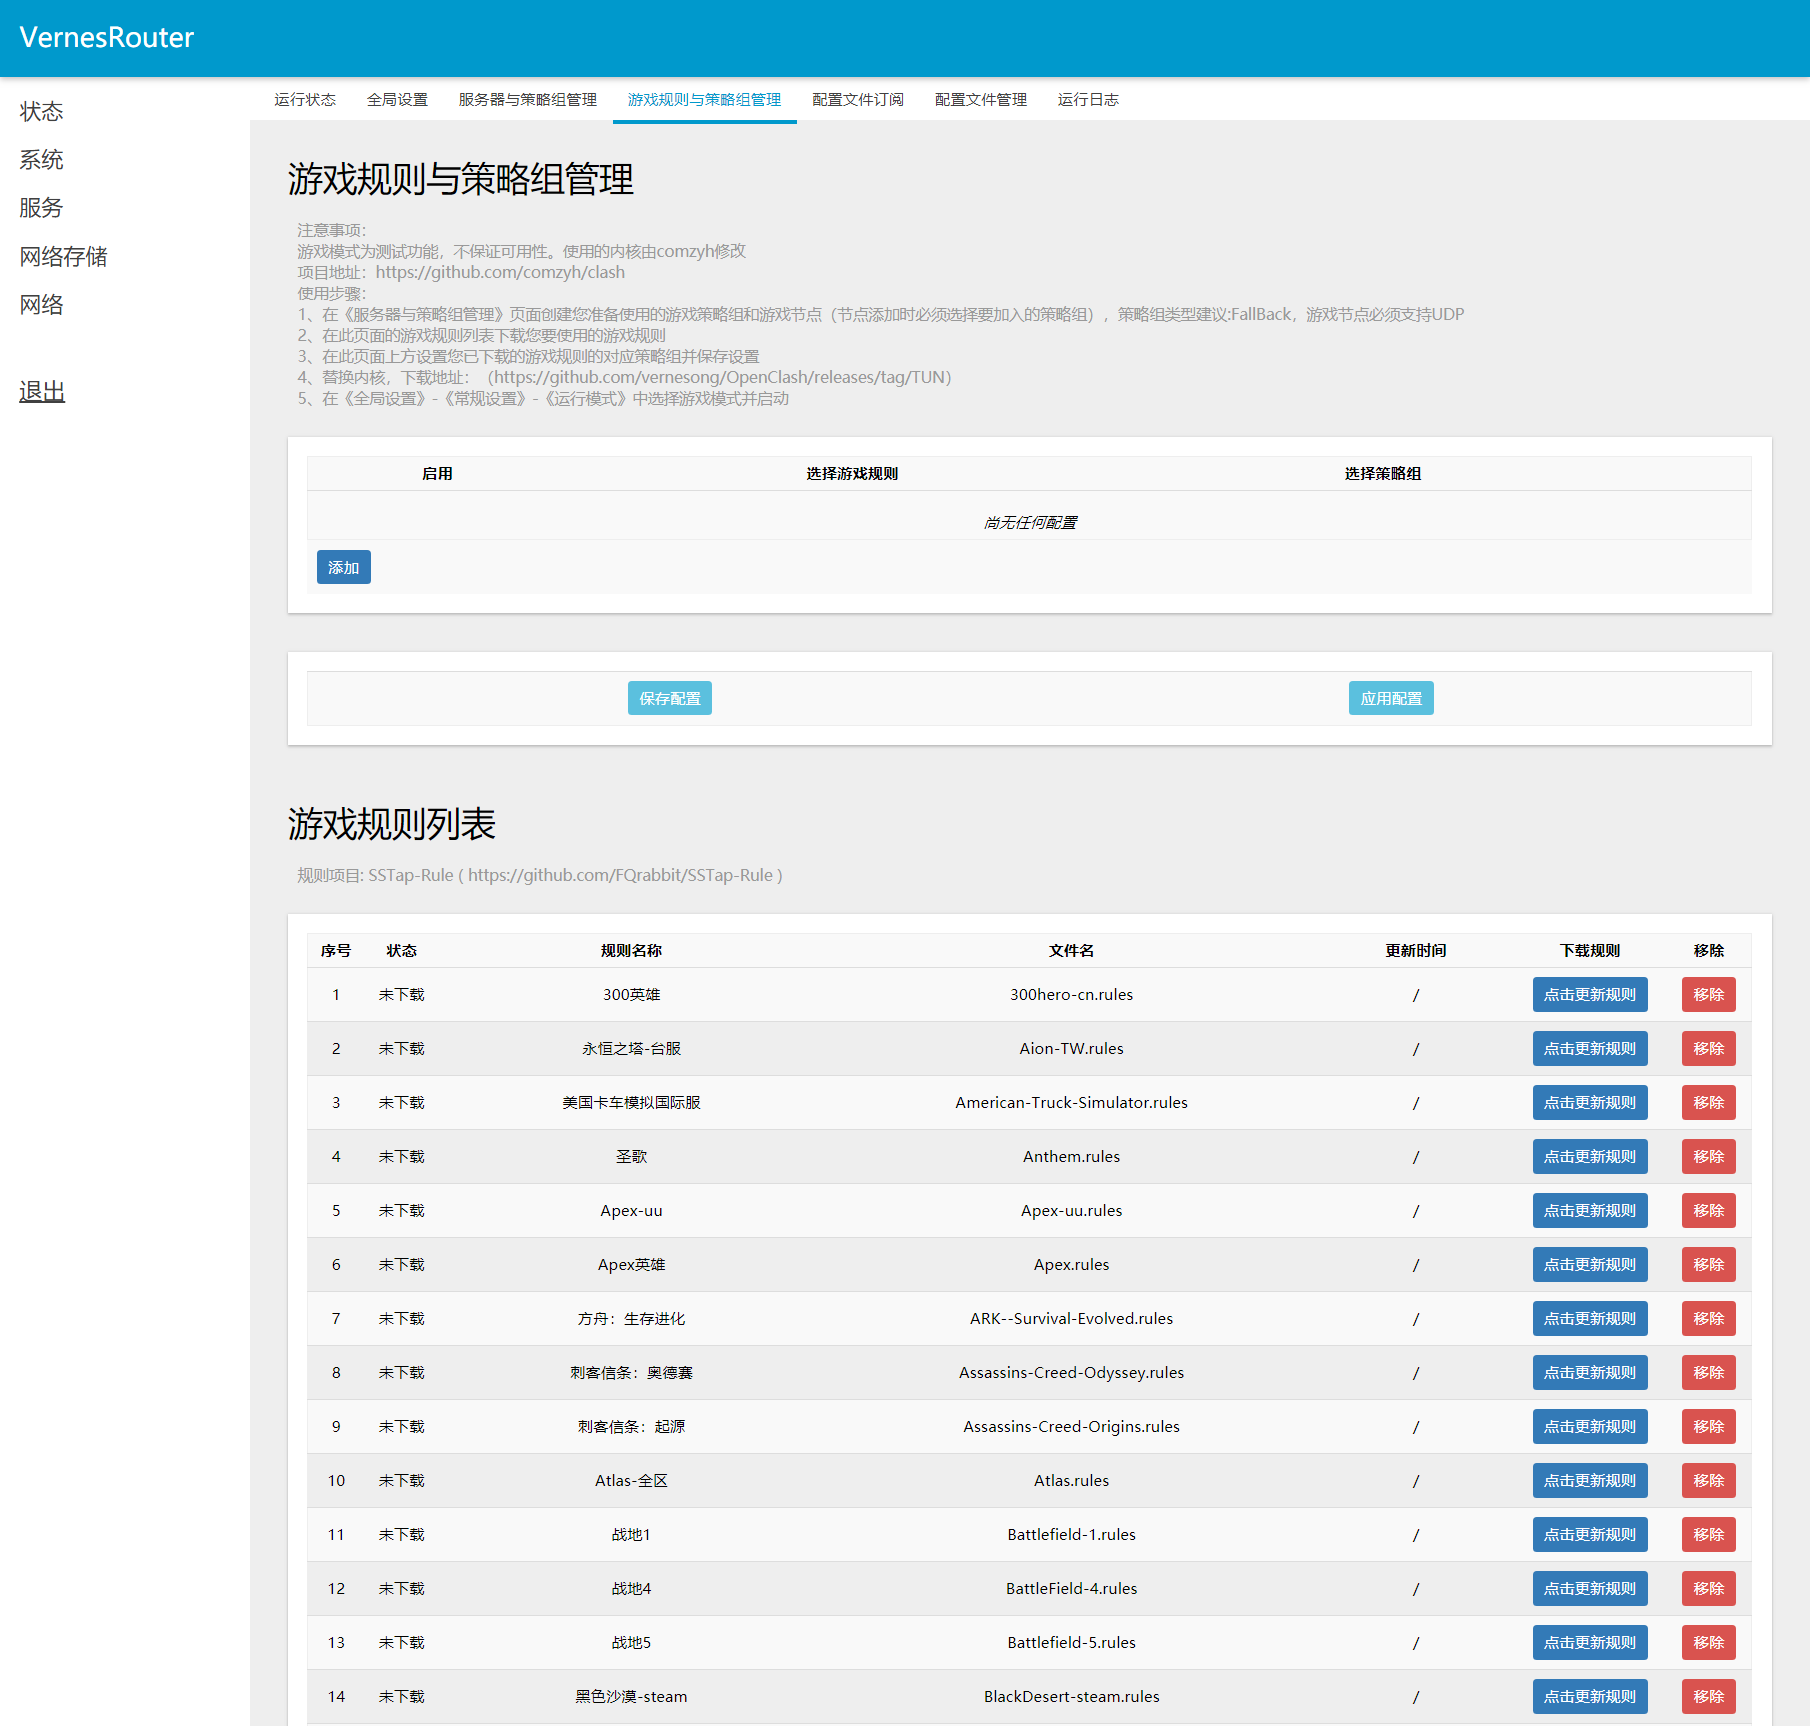 VernesRouter
状态
系统
服务
网络存储
网络
退出
运行状态 全局设置 服务器与策略组管理 游戏规则与策略组管理 配置文件订阅 配置文件管理 运行日志
游戏规则与策略组管理
注意事项：
游戏模式为测试功能，不保证可用性。使用的内核由comzyh修改
项目地址：https://github.com/comzyh/clash
使用步骤：
1、在《服务器与策略组管理》页面创建您准备使用的游戏策略组和游戏节点（节点添加时必须选择要加入的策略组），策略组类型建议:FallBack，游戏节点必须支持UDP
2、在此页面的游戏规则列表下载您要使用的游戏规则
3、在此页面上方设置您已下载的游戏规则的对应策略组并保存设置
4、替换内核，下载地址：（https://github.com/vernesong/OpenClash/releases/tag/TUN）
5、在《全局设置》-《常规设置》-《运行模式》中选择游戏模式并启动
启用 选择游戏规则 选择策略组
尚无任何配置
添加
保存配置 应用配置
游戏规则列表
规则项目: SSTap-Rule ( https://github.com/FQrabbit/SSTap-Rule )
序号 状态 规则名称 文件名 更新时间 下载规则 移除
1 未下载 300英雄 300hero-cn.rules / 点击更新规则 移除
2 未下载 永恒之塔-台服 Aion-TW.rules / 点击更新规则 移除
3 未下载 美国卡车模拟国际服 American-Truck-Simulator.rules / 点击更新规则 移除
4 未下载 圣歌 Anthem.rules / 点击更新规则 移除
5 未下载 Apex-uu Apex-uu.rules / 点击更新规则 移除
6 未下载 Apex英雄 Apex.rules / 点击更新规则 移除
7 未下载 方舟：生存进化 ARK--Survival-Evolved.rules / 点击更新规则 移除
8 未下载 刺客信条：奥德赛 Assassins-Creed-Odyssey.rules / 点击更新规则 移除
9 未下载 刺客信条：起源 Assassins-Creed-Origins.rules / 点击更新规则 移除
10 未下载 Atlas-全区 Atlas.rules / 点击更新规则 移除
11 未下载 战地1 Battlefield-1.rules / 点击更新规则 移除
12 未下载 战地4 BattleField-4.rules / 点击更新规则 移除
13 未下载 战地5 Battlefield-5.rules / 点击更新规则 移除
14 未下载 黑色沙漠-steam BlackDesert-steam.rules / 点击更新规则 移除